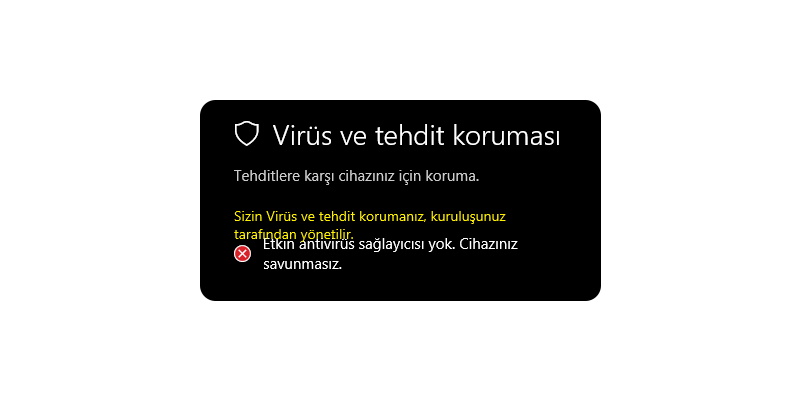 Virüs ve tehdit koruması
Tehditlere karşı cihazınız için koruma.
Sizin Virüs ve tehdit korumanız, kuruluşunuz
tarafından yönetilir.
Etkin antivirüs sağlayıcısı yok. Cihazınız
savunmasız.